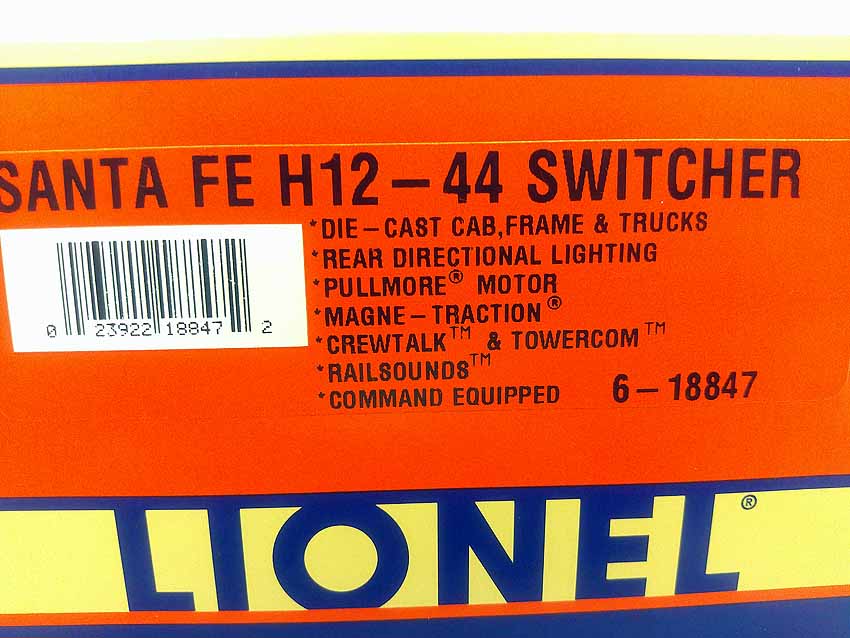 SANTA FE H12-44 SWITCHER
*DIE-CAST CAB,FRAME & TRUCKS
*REAR DIRECTIONAL LIGHTING
*PULLMORE® MOTOR
*MAGNE-TRACTION®
*CREWTALK™ & TOWERCOM™
*RAILSOUNDS™
*COMMAND EQUIPPED 6-18847
0 23922 18847 2
LIONEL®